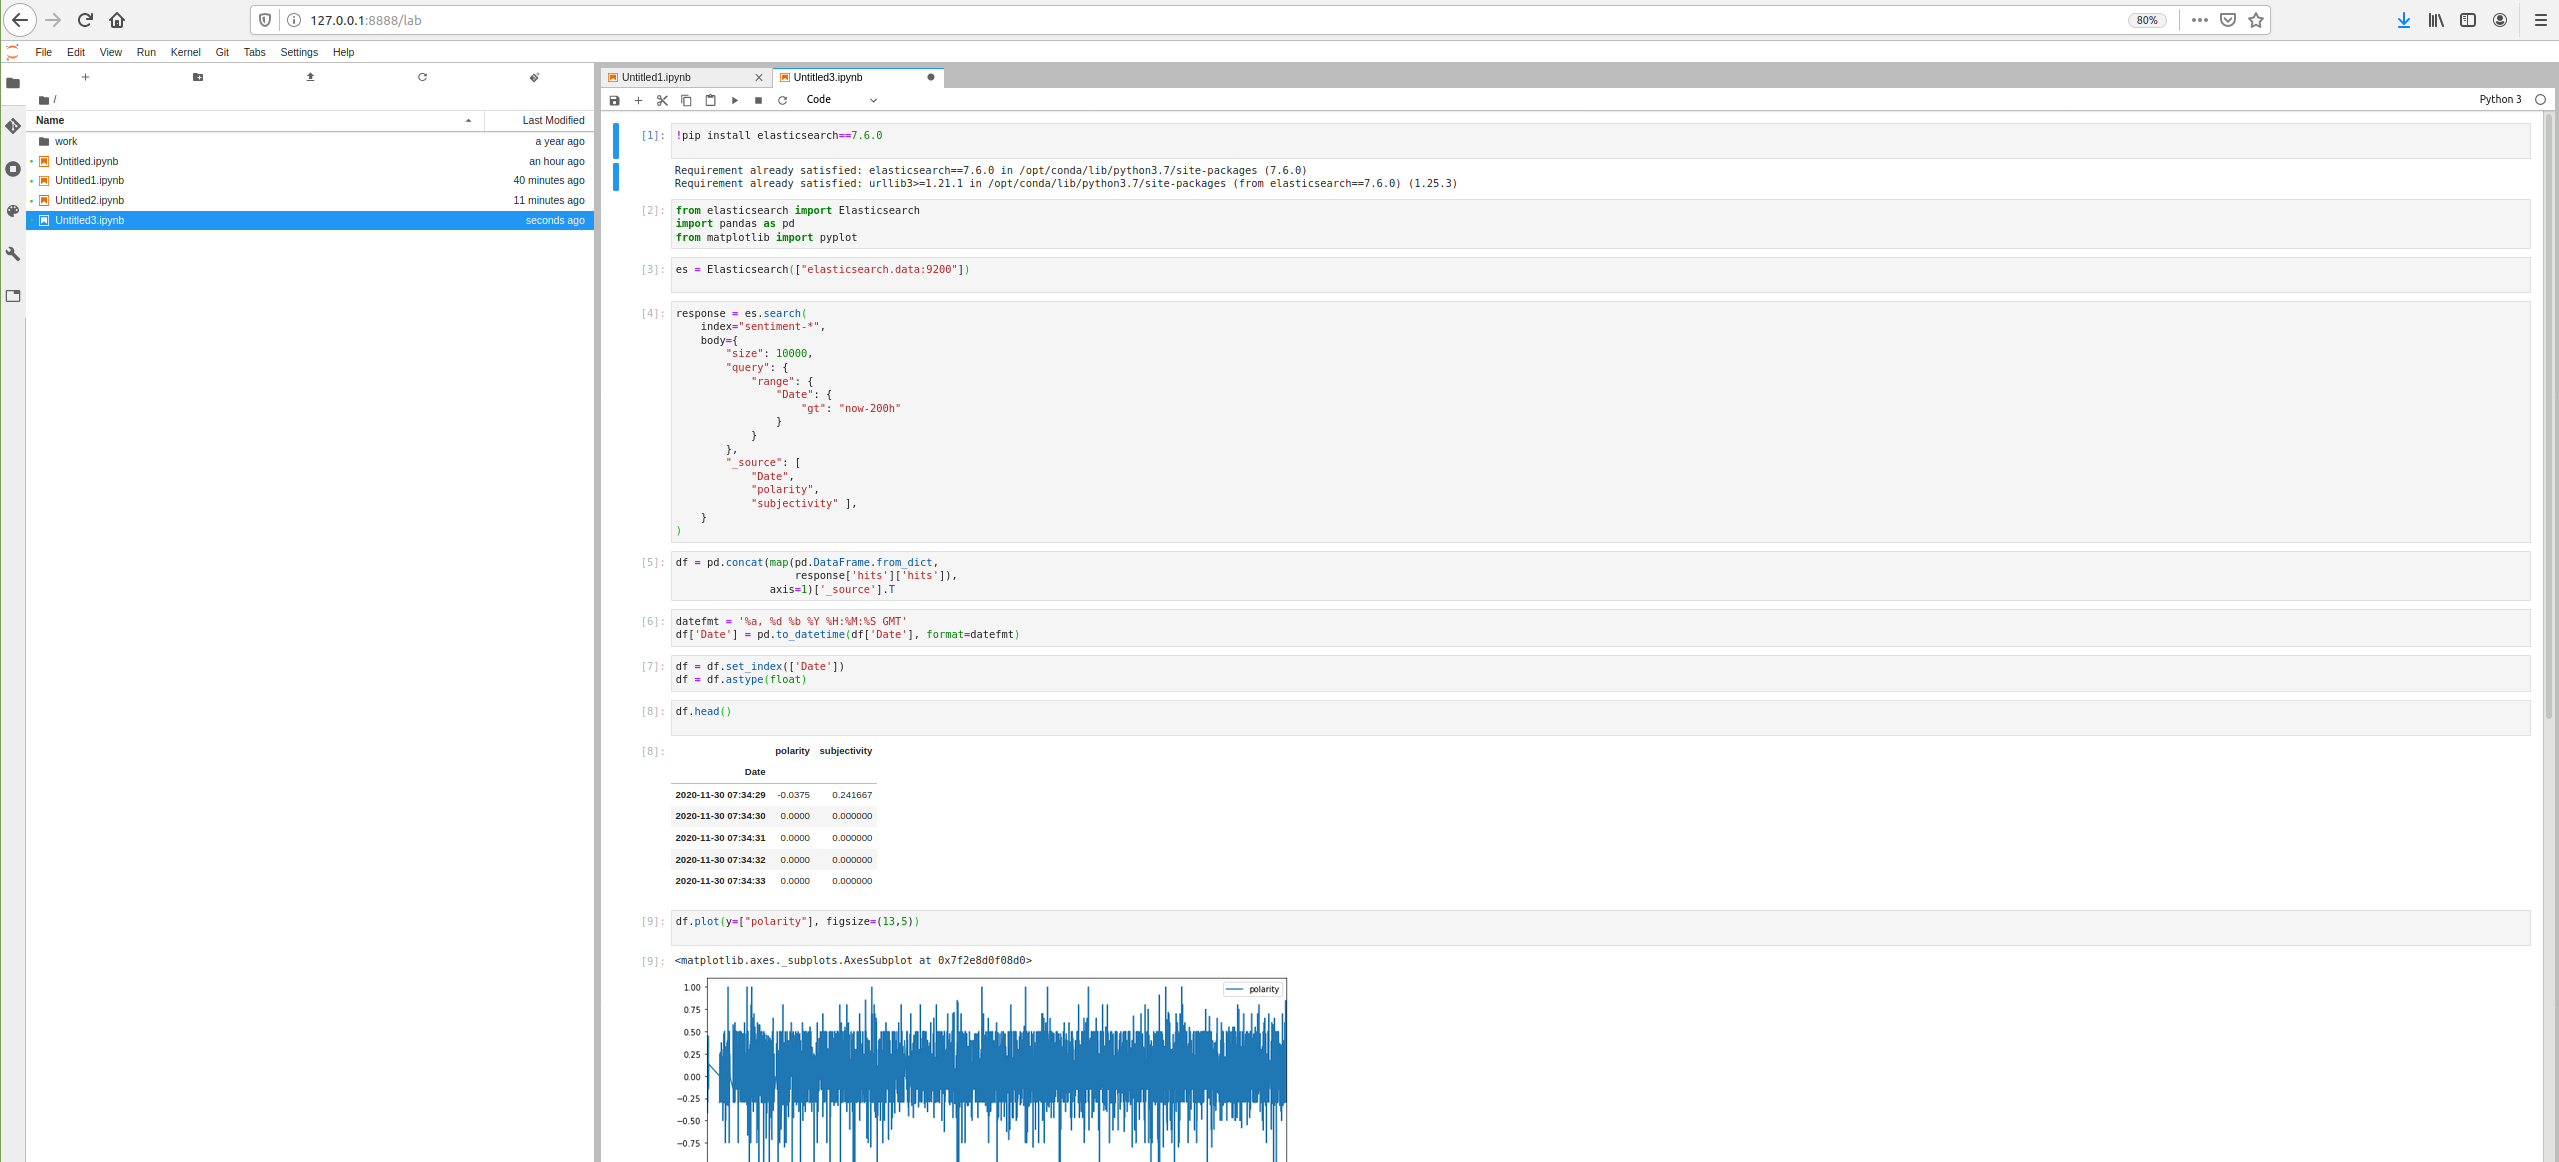 127.0.0.1:8888/lab
80%
File Edit View Run Kernel Git Tabs Settings Help
/
Name Last Modified
work a year ago
Untitled.ipynb an hour ago
Untitled1.ipynb 40 minutes ago
Untitled2.ipynb 11 minutes ago
Untitled3.ipynb seconds ago
Untitled1.ipynb Untitled3.ipynb
Code Python 3
[1]: !pip install elasticsearch==7.6.0
Requirement already satisfied: elasticsearch==7.6.0 in /opt/conda/lib/python3.7/site-packages (7.6.0)
Requirement already satisfied: urllib3>=1.21.1 in /opt/conda/lib/python3.7/site-packages (from elasticsearch==7.6.0) (1.25.3)
[2]: from elasticsearch import Elasticsearch
import pandas as pd
from matplotlib import pyplot
[3]: es = Elasticsearch(["elasticsearch.data:9200"])
[4]: response = es.search(
    index="sentiment-*",
    body={
        "size": 10000,
        "query": {
            "range": {
                "Date": {
                    "gt": "now-200h"
                }
            }
        },
        "_source": [
            "Date",
            "polarity",
            "subjectivity" ],
    }
)
[5]: df = pd.concat(map(pd.DataFrame.from_dict,
                   response['hits']['hits']),
               axis=1)['_source'].T
[6]: datefmt = '%a, %d %b %Y %H:%M:%S GMT'
df['Date'] = pd.to_datetime(df['Date'], format=datefmt)
[7]: df = df.set_index(['Date'])
df = df.astype(float)
[8]: df.head()
[8]: polarity subjectivity
Date
2020-11-30 07:34:29 -0.0375 0.241667
2020-11-30 07:34:30 0.0000 0.000000
2020-11-30 07:34:31 0.0000 0.000000
2020-11-30 07:34:32 0.0000 0.000000
2020-11-30 07:34:33 0.0000 0.000000
[9]: df.plot(y=["polarity"], figsize=(13,5))
[9]: <matplotlib.axes._subplots.AxesSubplot at 0x7f2e8d0f08d0>
polarity
1.00
0.75
0.50
0.25
0.00
−0.25
−0.50
−0.75